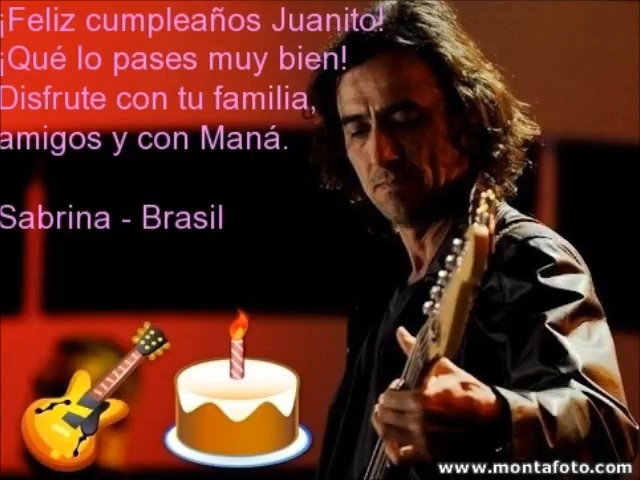 ¡Feliz cumpleaños Juanito!
¡Qué lo pases muy bien!
Disfrute con tu familia,
amigos y con Maná.
Sabrina - Brasil
www.montafoto.com